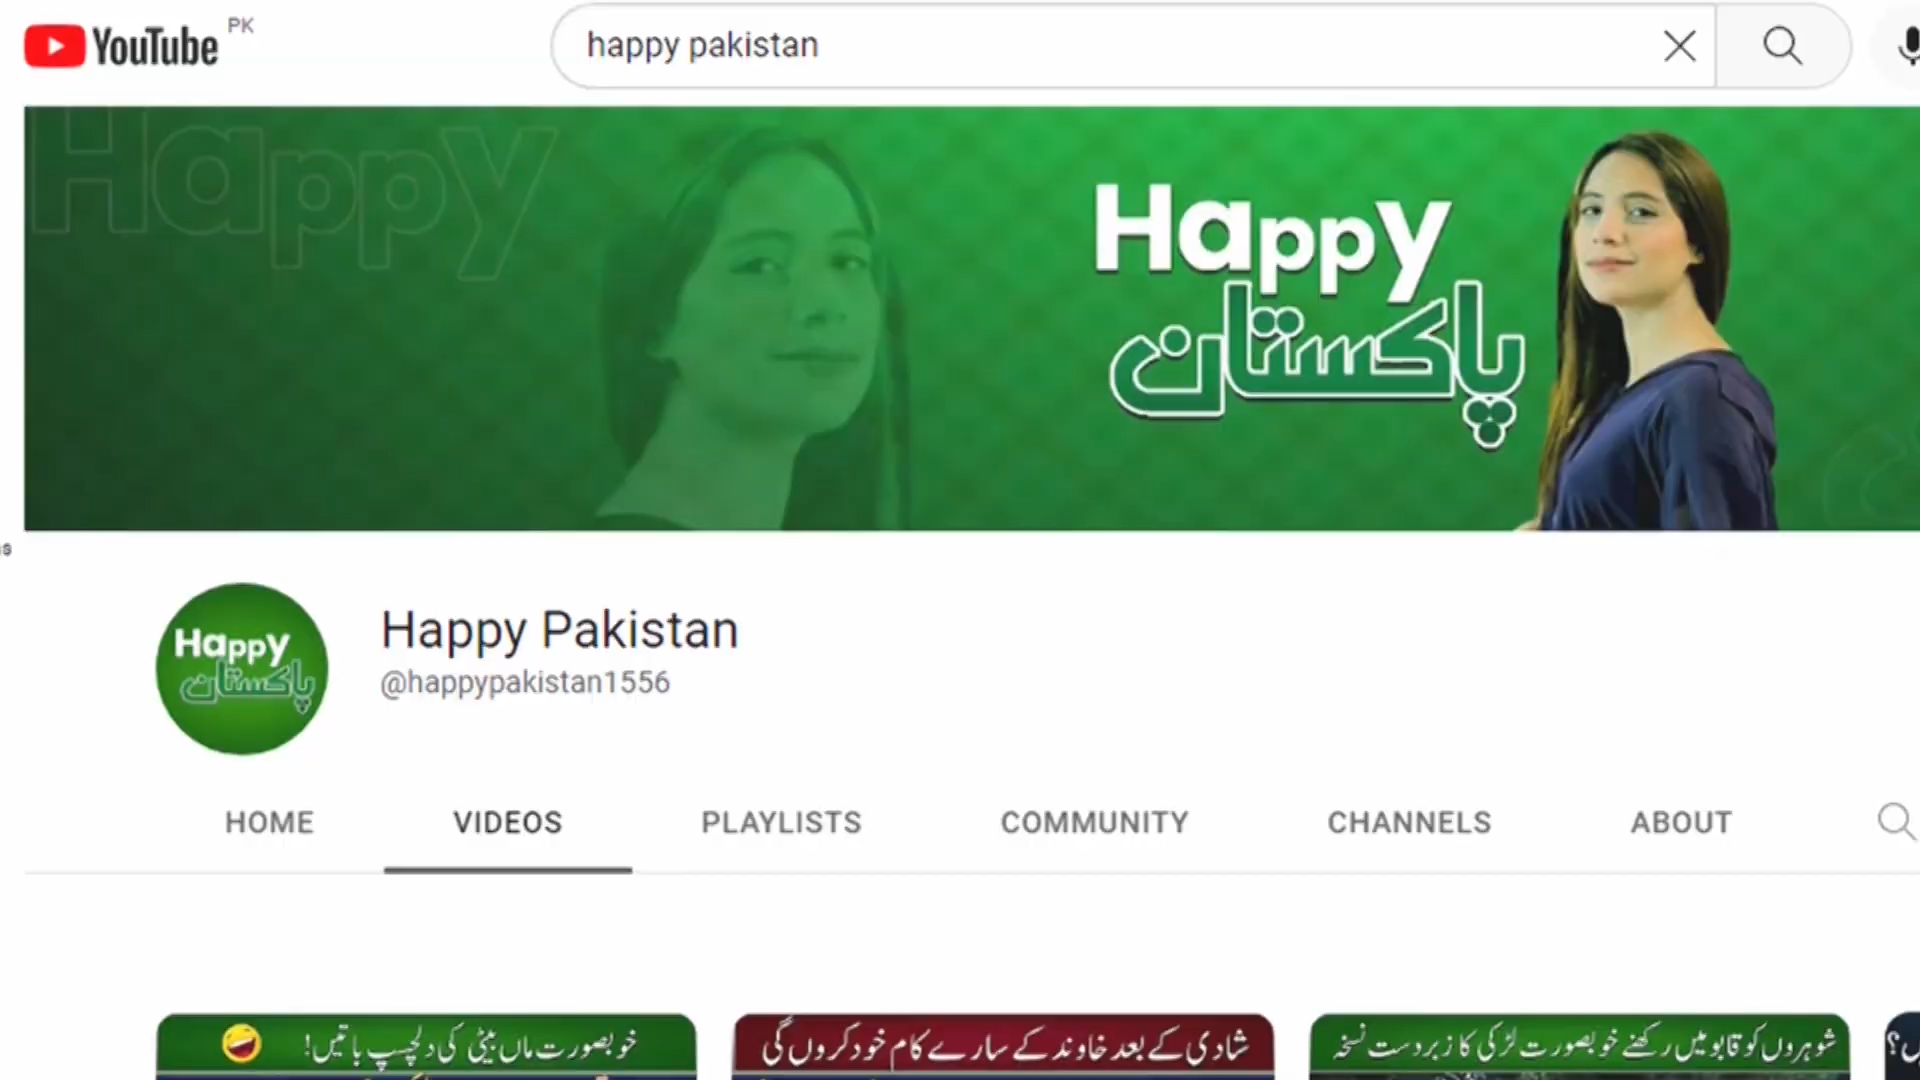 YouTube PK
happy pakistan
Happy
Happy
پاکستان
Happy Pakistan
@happypakistan1556
Happy
پاکستان
HOME VIDEOS PLAYLISTS COMMUNITY CHANNELS ABOUT
خوبصورت ماں بیٹی کی دلچسپ باتیں!
شادی کے بعد خاوند کے سارے کام خود کروں گی
شوہروں کو قابو میں رکھنے خوبصورت لڑکی کا زبردست نسخہ